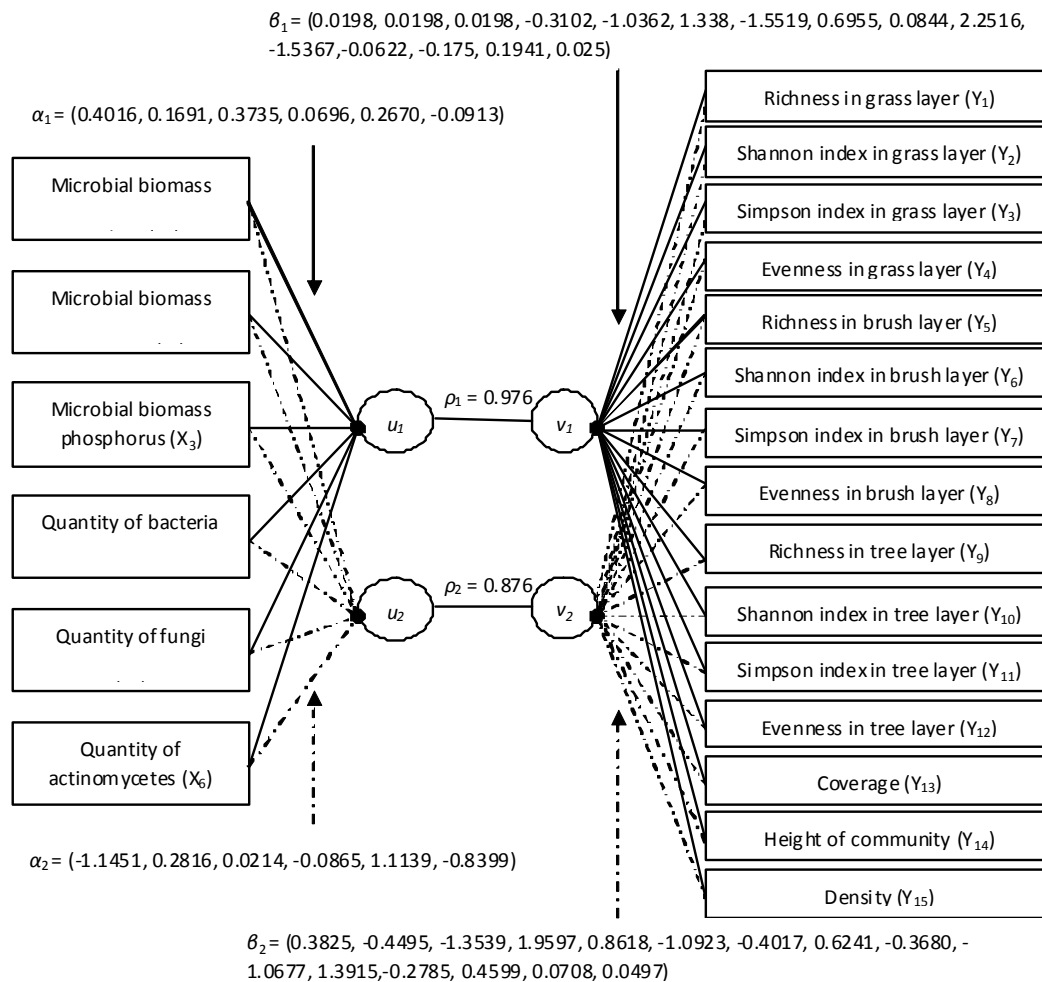 β1 = (0.0198, 0.0198, 0.0198, -0.3102, -1.0362, 1.338, -1.5519, 0.6955, 0.0844, 2.2516,
-1.5367,-0.0622, -0.175, 0.1941, 0.025)
α1 = (0.4016, 0.1691, 0.3735, 0.0696, 0.2670, -0.0913)
Microbial biomass
Microbial biomass
Microbial biomass
phosphorus (X3)
Quantity of bacteria
Quantity of fungi
Quantity of
actinomycetes (X6)
ρ1 = 0.976
u1
v1
ρ2 = 0.876
u2
v2
Richness in grass layer (Y1)
Shannon index in grass layer (Y2)
Simpson index in grass layer (Y3)
Evenness in grass layer (Y4)
Richness in brush layer (Y5)
Shannon index in brush layer (Y6)
Simpson index in brush layer (Y7)
Evenness in brush layer (Y8)
Richness in tree layer (Y9)
Shannon index in tree layer (Y10)
Simpson index in tree layer (Y11)
Evenness in tree layer (Y12)
Coverage (Y13)
Height of community (Y14)
Density (Y15)
α2 = (-1.1451, 0.2816, 0.0214, -0.0865, 1.1139, -0.8399)
β2 = (0.3825, -0.4495, -1.3539, 1.9597, 0.8618, -1.0923, -0.4017, 0.6241, -0.3680, -
1.0677, 1.3915,-0.2785, 0.4599, 0.0708, 0.0497)